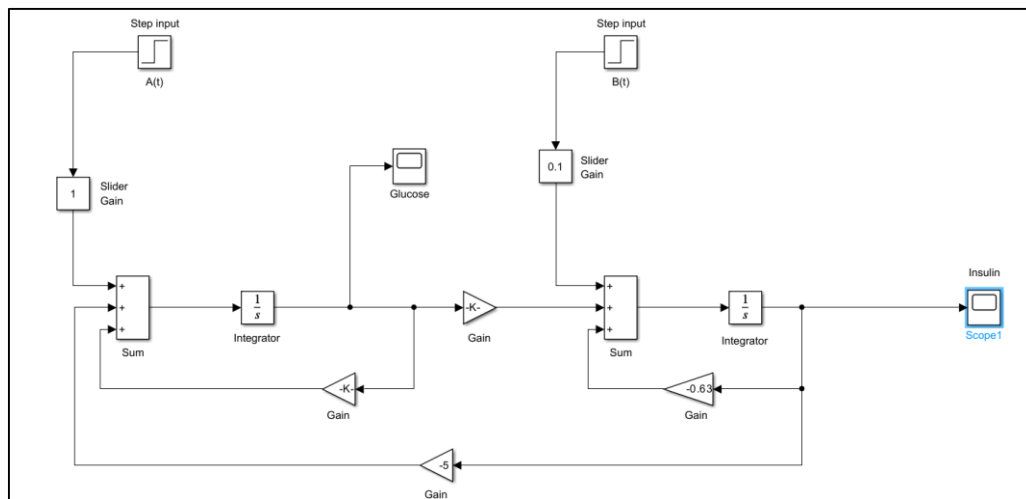 Step input
A(t)
Step input
B(t)
1
Slider
Gain
Glucose
0.1
Slider
Gain
+
+
+
Sum
1
s
Integrator
-K-
Gain
+
+
+
Sum
1
s
Integrator
Insulin
Scope1
-K-
Gain
-0.63
Gain
-5
Gain